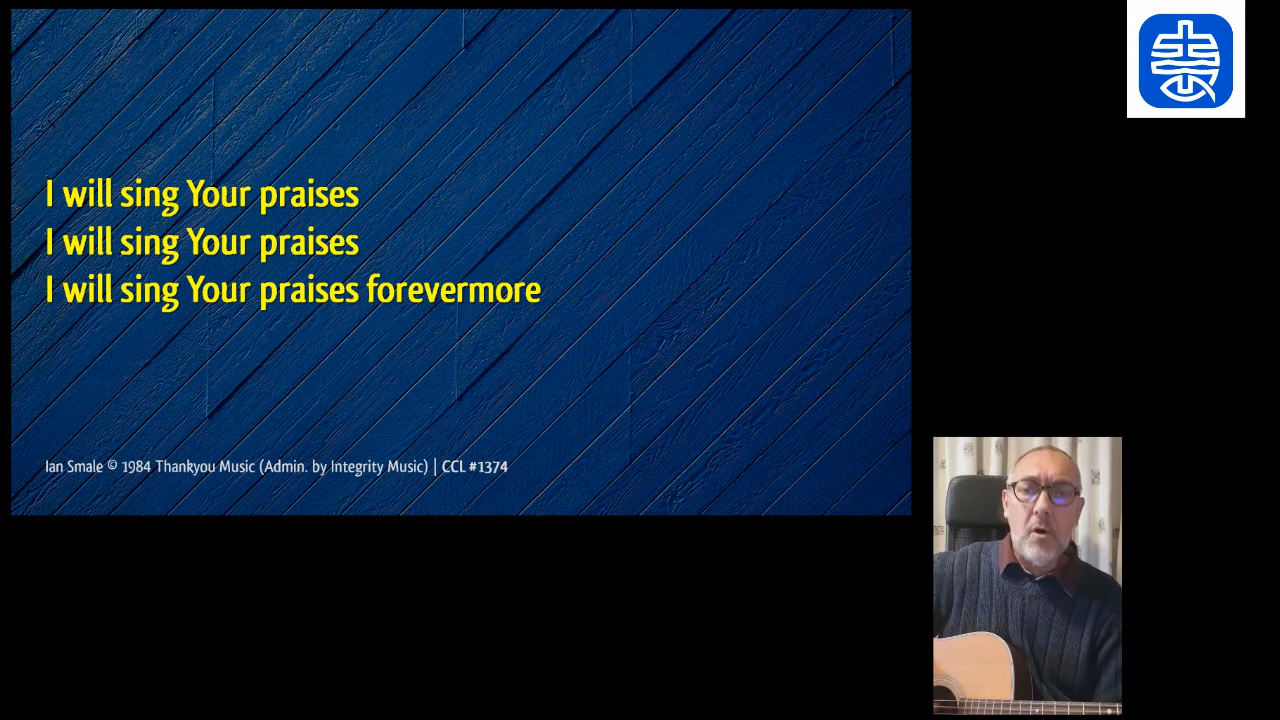 I will sing Your praises
I will sing Your praises
I will sing Your praises forevermore
Ian Smale © 1984 Thankyou Music (Admin. by Integrity Music) | CCL #1374